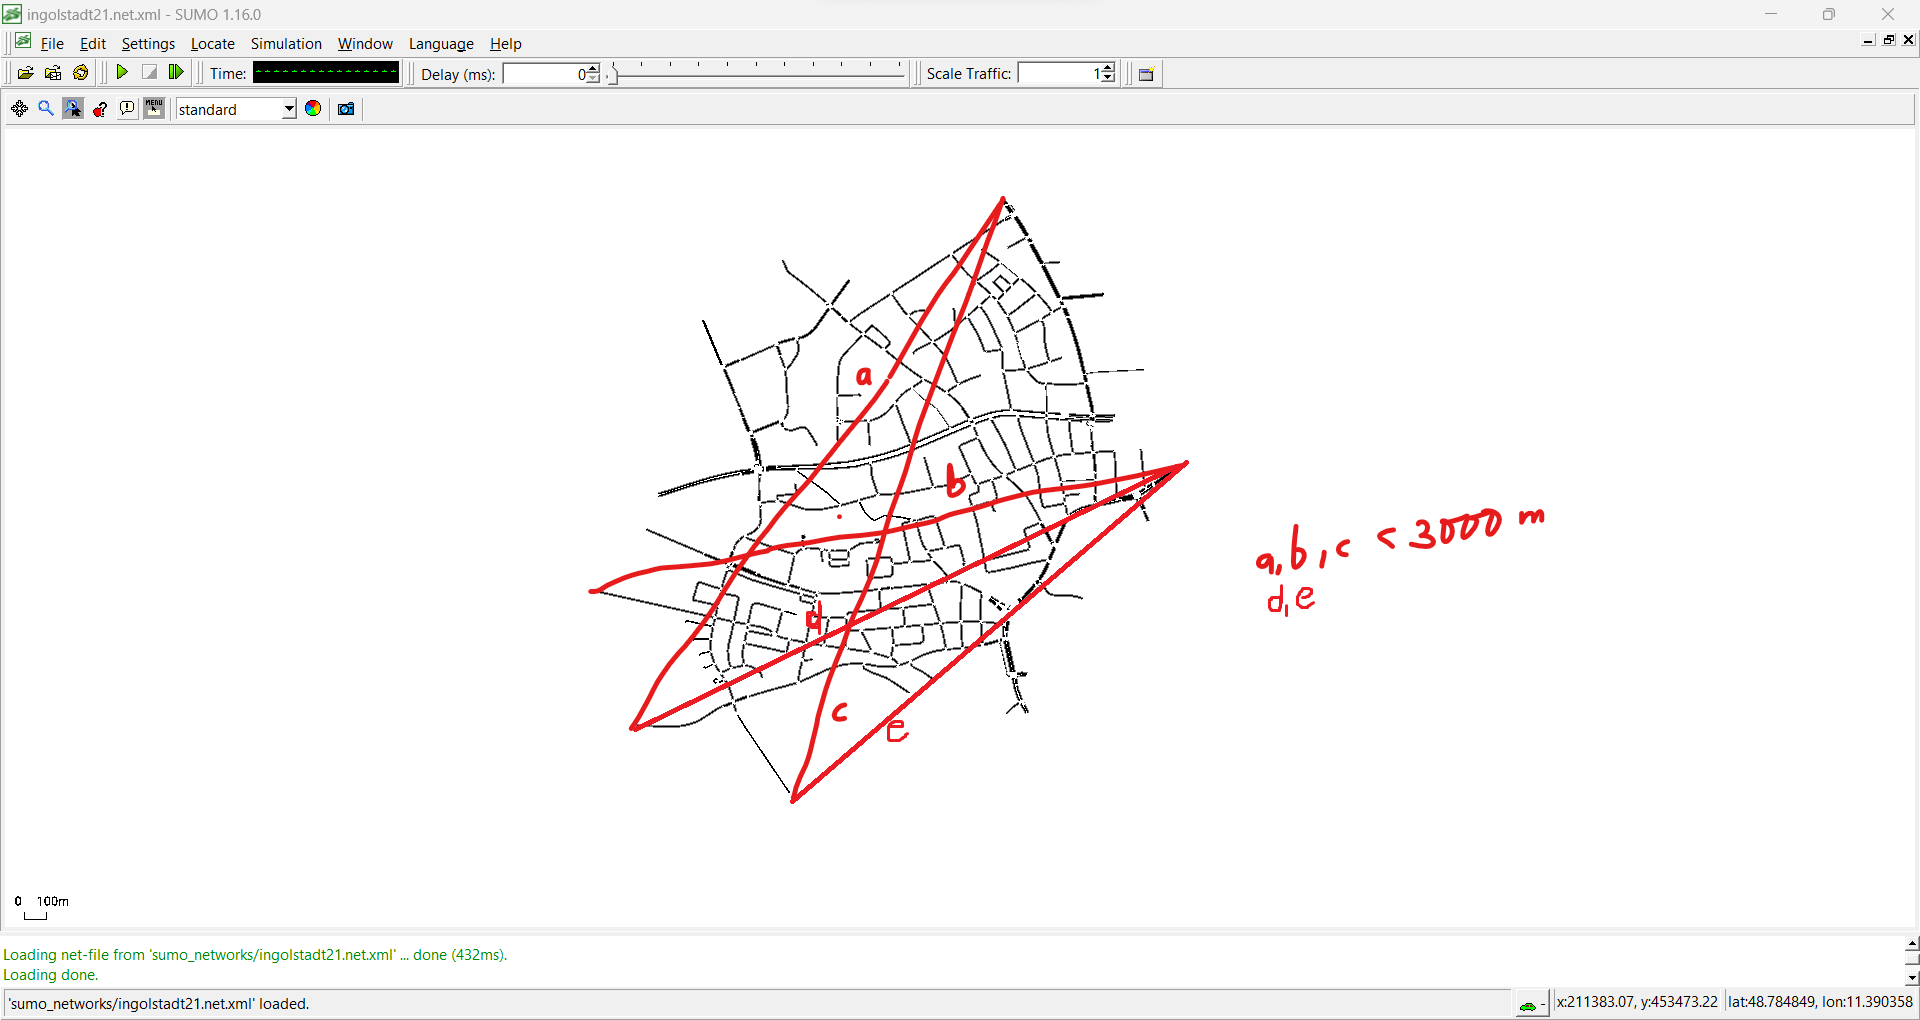 ingolstadt21.net.xml - SUMO 1.16.0
File Edit Settings Locate Simulation Window Language Help
Time: Delay (ms): 0 Scale Traffic: 1
MENU standard
a
b
a, b, c < 3000 m
d, e
d
c
e
0 100m
Loading net-file from 'sumo_networks/ingolstadt21.net.xml' ... done (432ms).
Loading done.
'sumo_networks/ingolstadt21.net.xml' loaded. - x:211383.07, y:453473.22 lat:48.784849, lon:11.390358